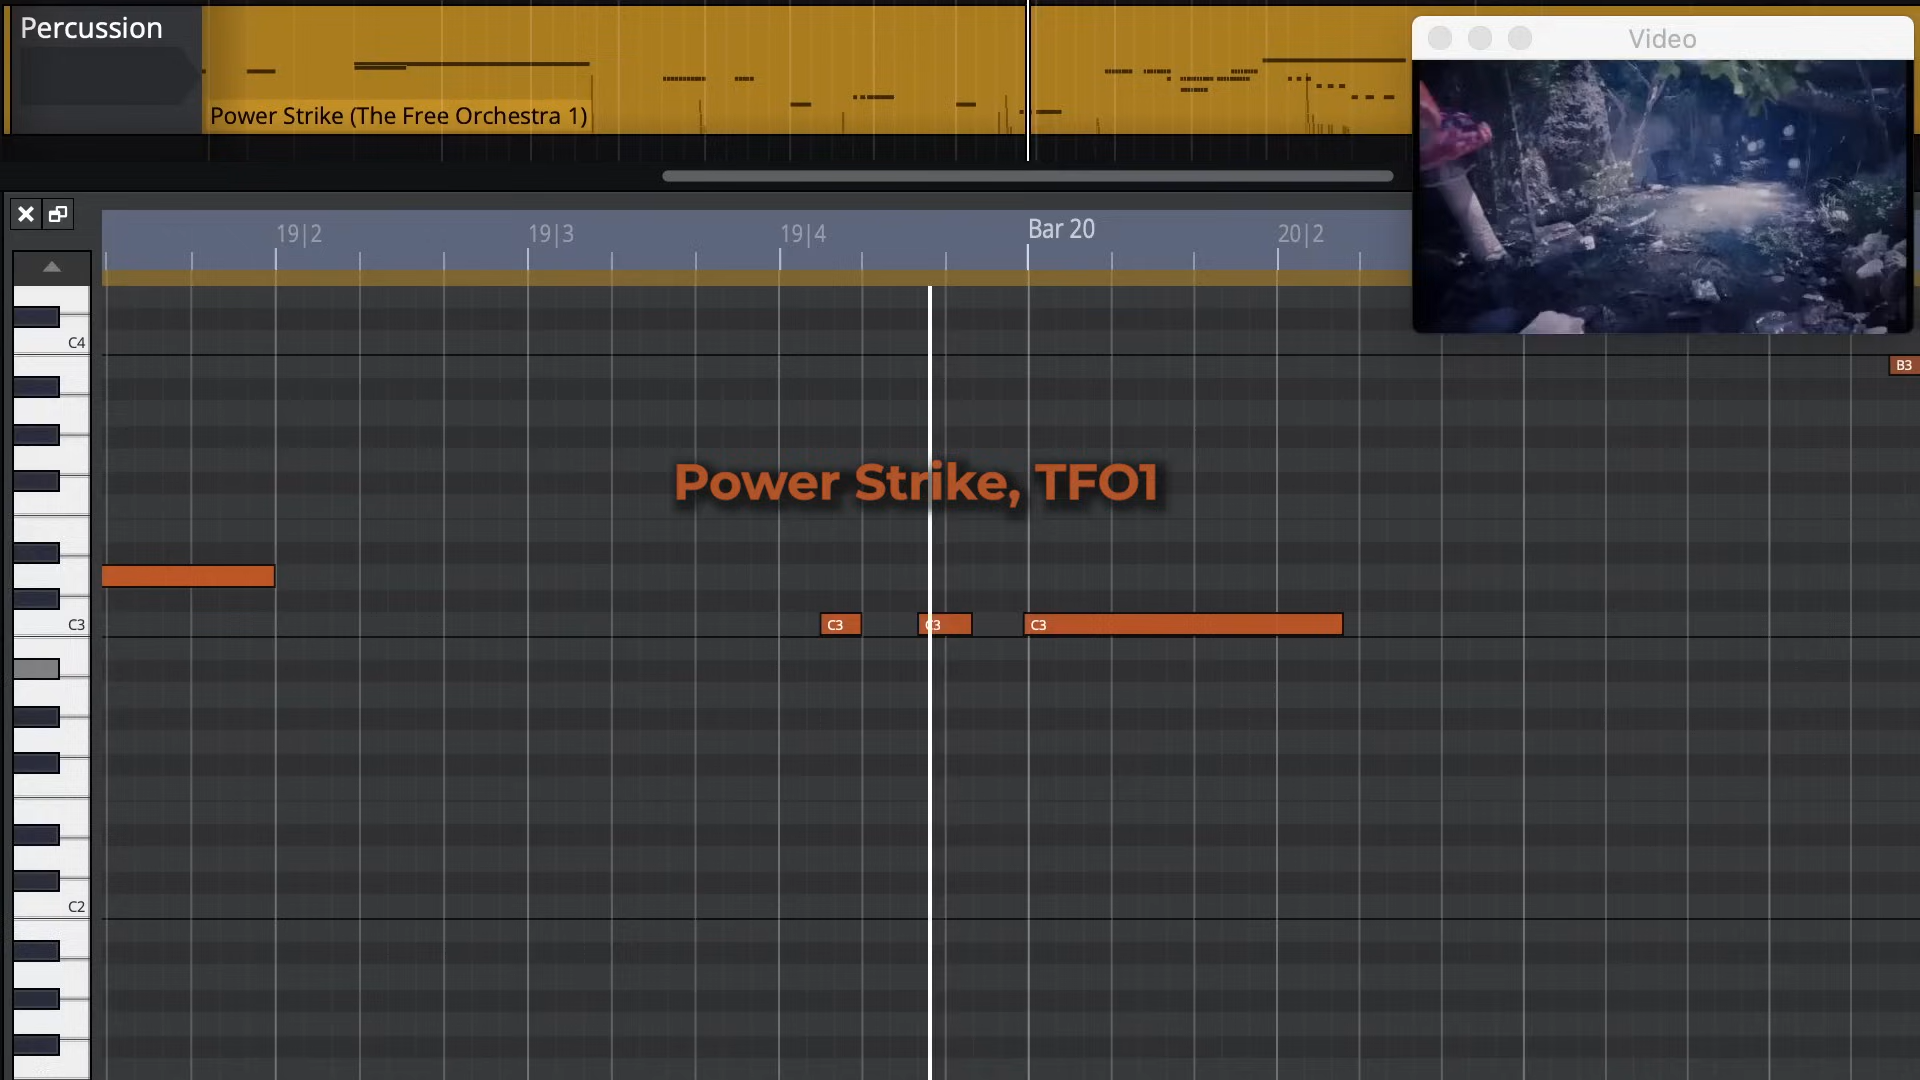 Percussion
Power Strike (The Free Orchestra 1)
Video
19|2
19|3
19|4
Bar 20
20|2
C4
B3
Power Strike, TFO1
C3
C3
C3
C3
C2